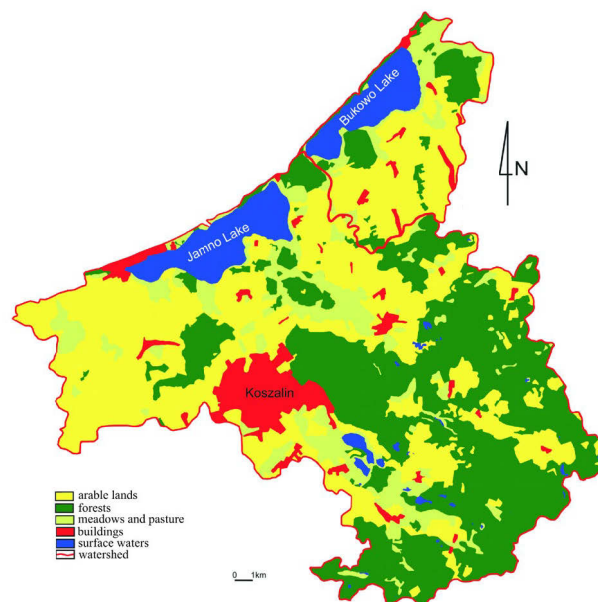 Bukowo Lake
N
Jamno Lake
Koszalin
arable lands
forests
meadows and pasture
buildings
surface waters
watershed
0 1km